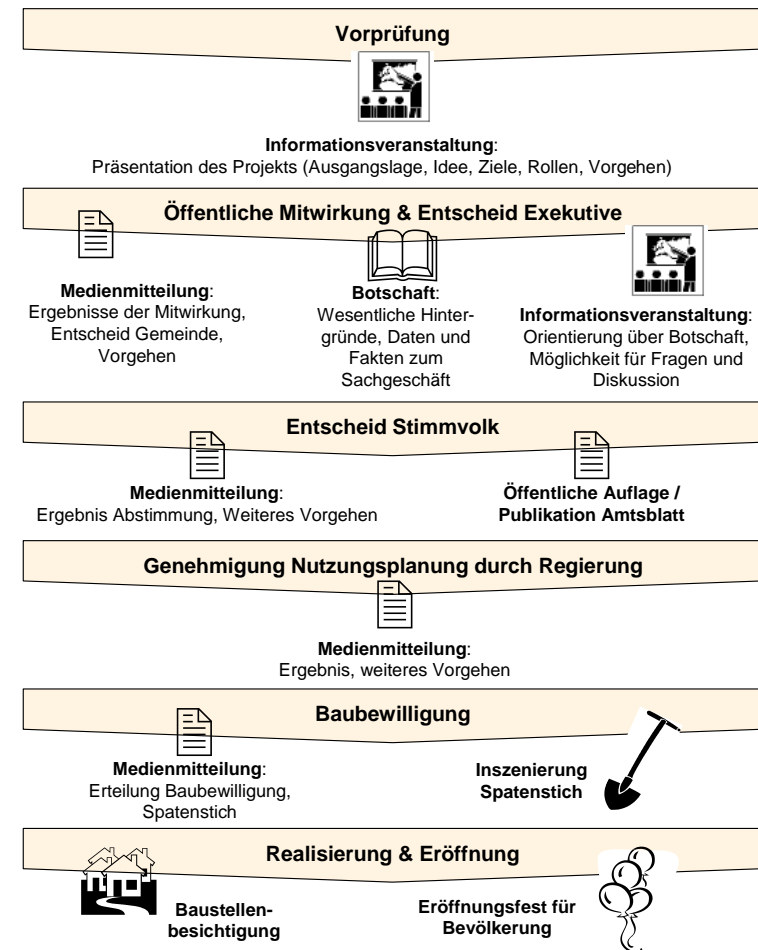 Vorprüfung
Informationsveranstaltung:
Präsentation des Projekts (Ausgangslage, Idee, Ziele, Rollen, Vorgehen)
Öffentliche Mitwirkung & Entscheid Exekutive
Medienmitteilung:
Ergebnisse der Mitwirkung,
Entscheid Gemeinde,
Vorgehen
Botschaft:
Wesentliche Hinter-
gründe, Daten und
Fakten zum
Sachgeschäft
Informationsveranstaltung:
Orientierung über Botschaft,
Möglichkeit für Fragen und
Diskussion
Entscheid Stimmvolk
Medienmitteilung:
Ergebnis Abstimmung, Weiteres Vorgehen
Öffentliche Auflage /
Publikation Amtsblatt
Genehmigung Nutzungsplanung durch Regierung
Medienmitteilung:
Ergebnis, weiteres Vorgehen
Baubewilligung
Medienmitteilung:
Erteilung Baubewilligung,
Spatenstich
Inszenierung
Spatenstich
Realisierung & Eröffnung
Baustellen-
besichtigung
Eröffnungsfest für
Bevölkerung